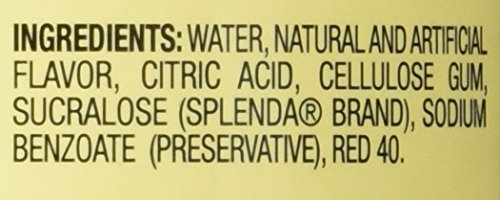 INGREDIENTS: WATER, NATURAL AND ARTIFICIAL
FLAVOR, CITRIC ACID, CELLULOSE GUM,
SUCRALOSE (SPLENDA® BRAND), SODIUM
BENZOATE (PRESERVATIVE), RED 40.